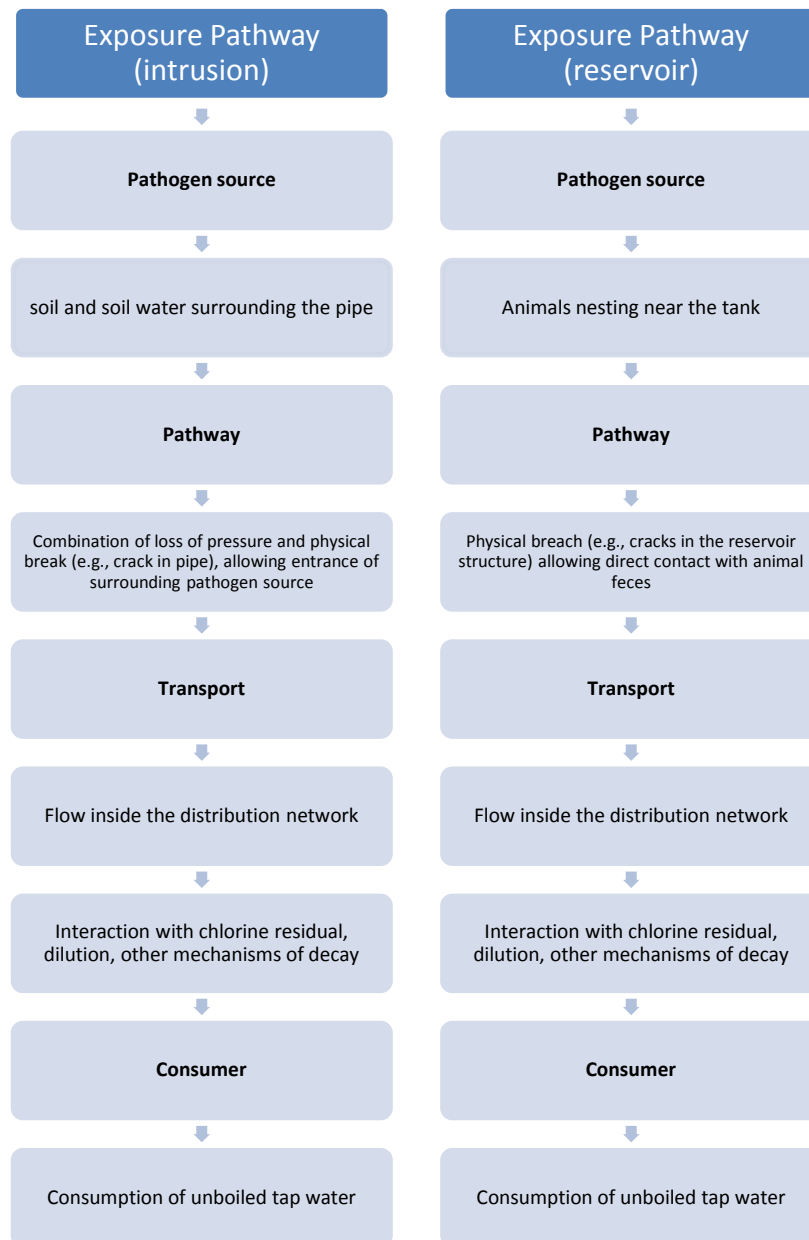 Exposure Pathway
(intrusion)
Pathogen source
soil and soil water surrounding the pipe
Pathway
Combination of loss of pressure and physical
break (e.g., crack in pipe), allowing entrance of
surrounding pathogen source
Transport
Flow inside the distribution network
Interaction with chlorine residual,
dilution, other mechanisms of decay
Consumer
Consumption of unboiled tap water
Exposure Pathway
(reservoir)
Pathogen source
Animals nesting near the tank
Pathway
Physical breach (e.g., cracks in the reservoir
structure) allowing direct contact with animal
feces
Transport
Flow inside the distribution network
Interaction with chlorine residual,
dilution, other mechanisms of decay
Consumer
Consumption of unboiled tap water